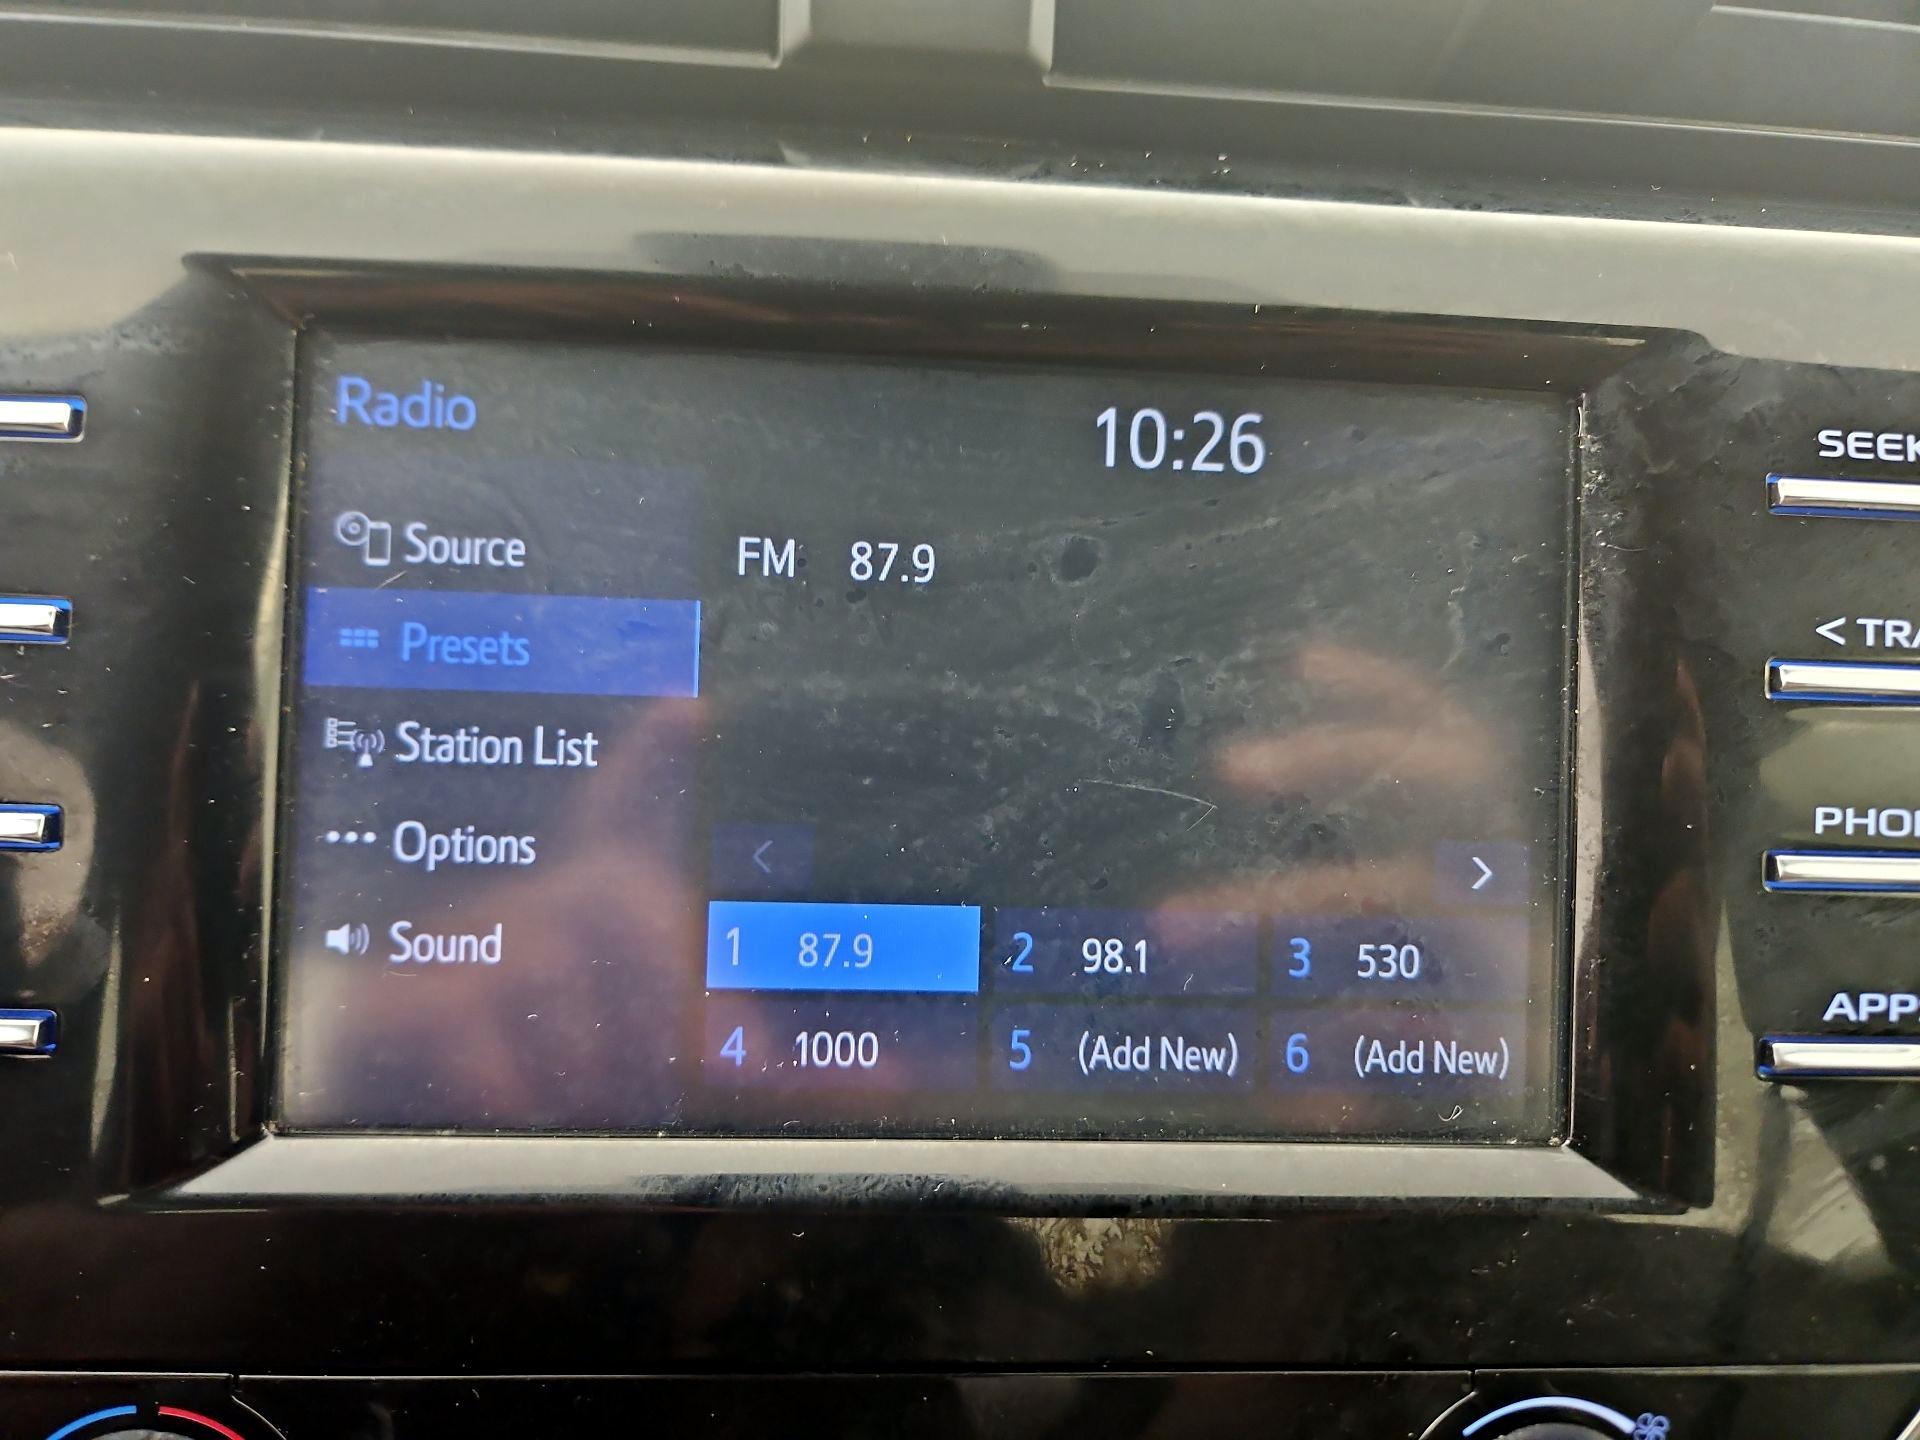 Radio
10:26
Source
FM 87.9
Presets
Station List
Options
Sound
1 87.9
2 98.1
3 530
4 1000
5 (Add New)
6 (Add New)
SEEK
< TRA
PHO
APP